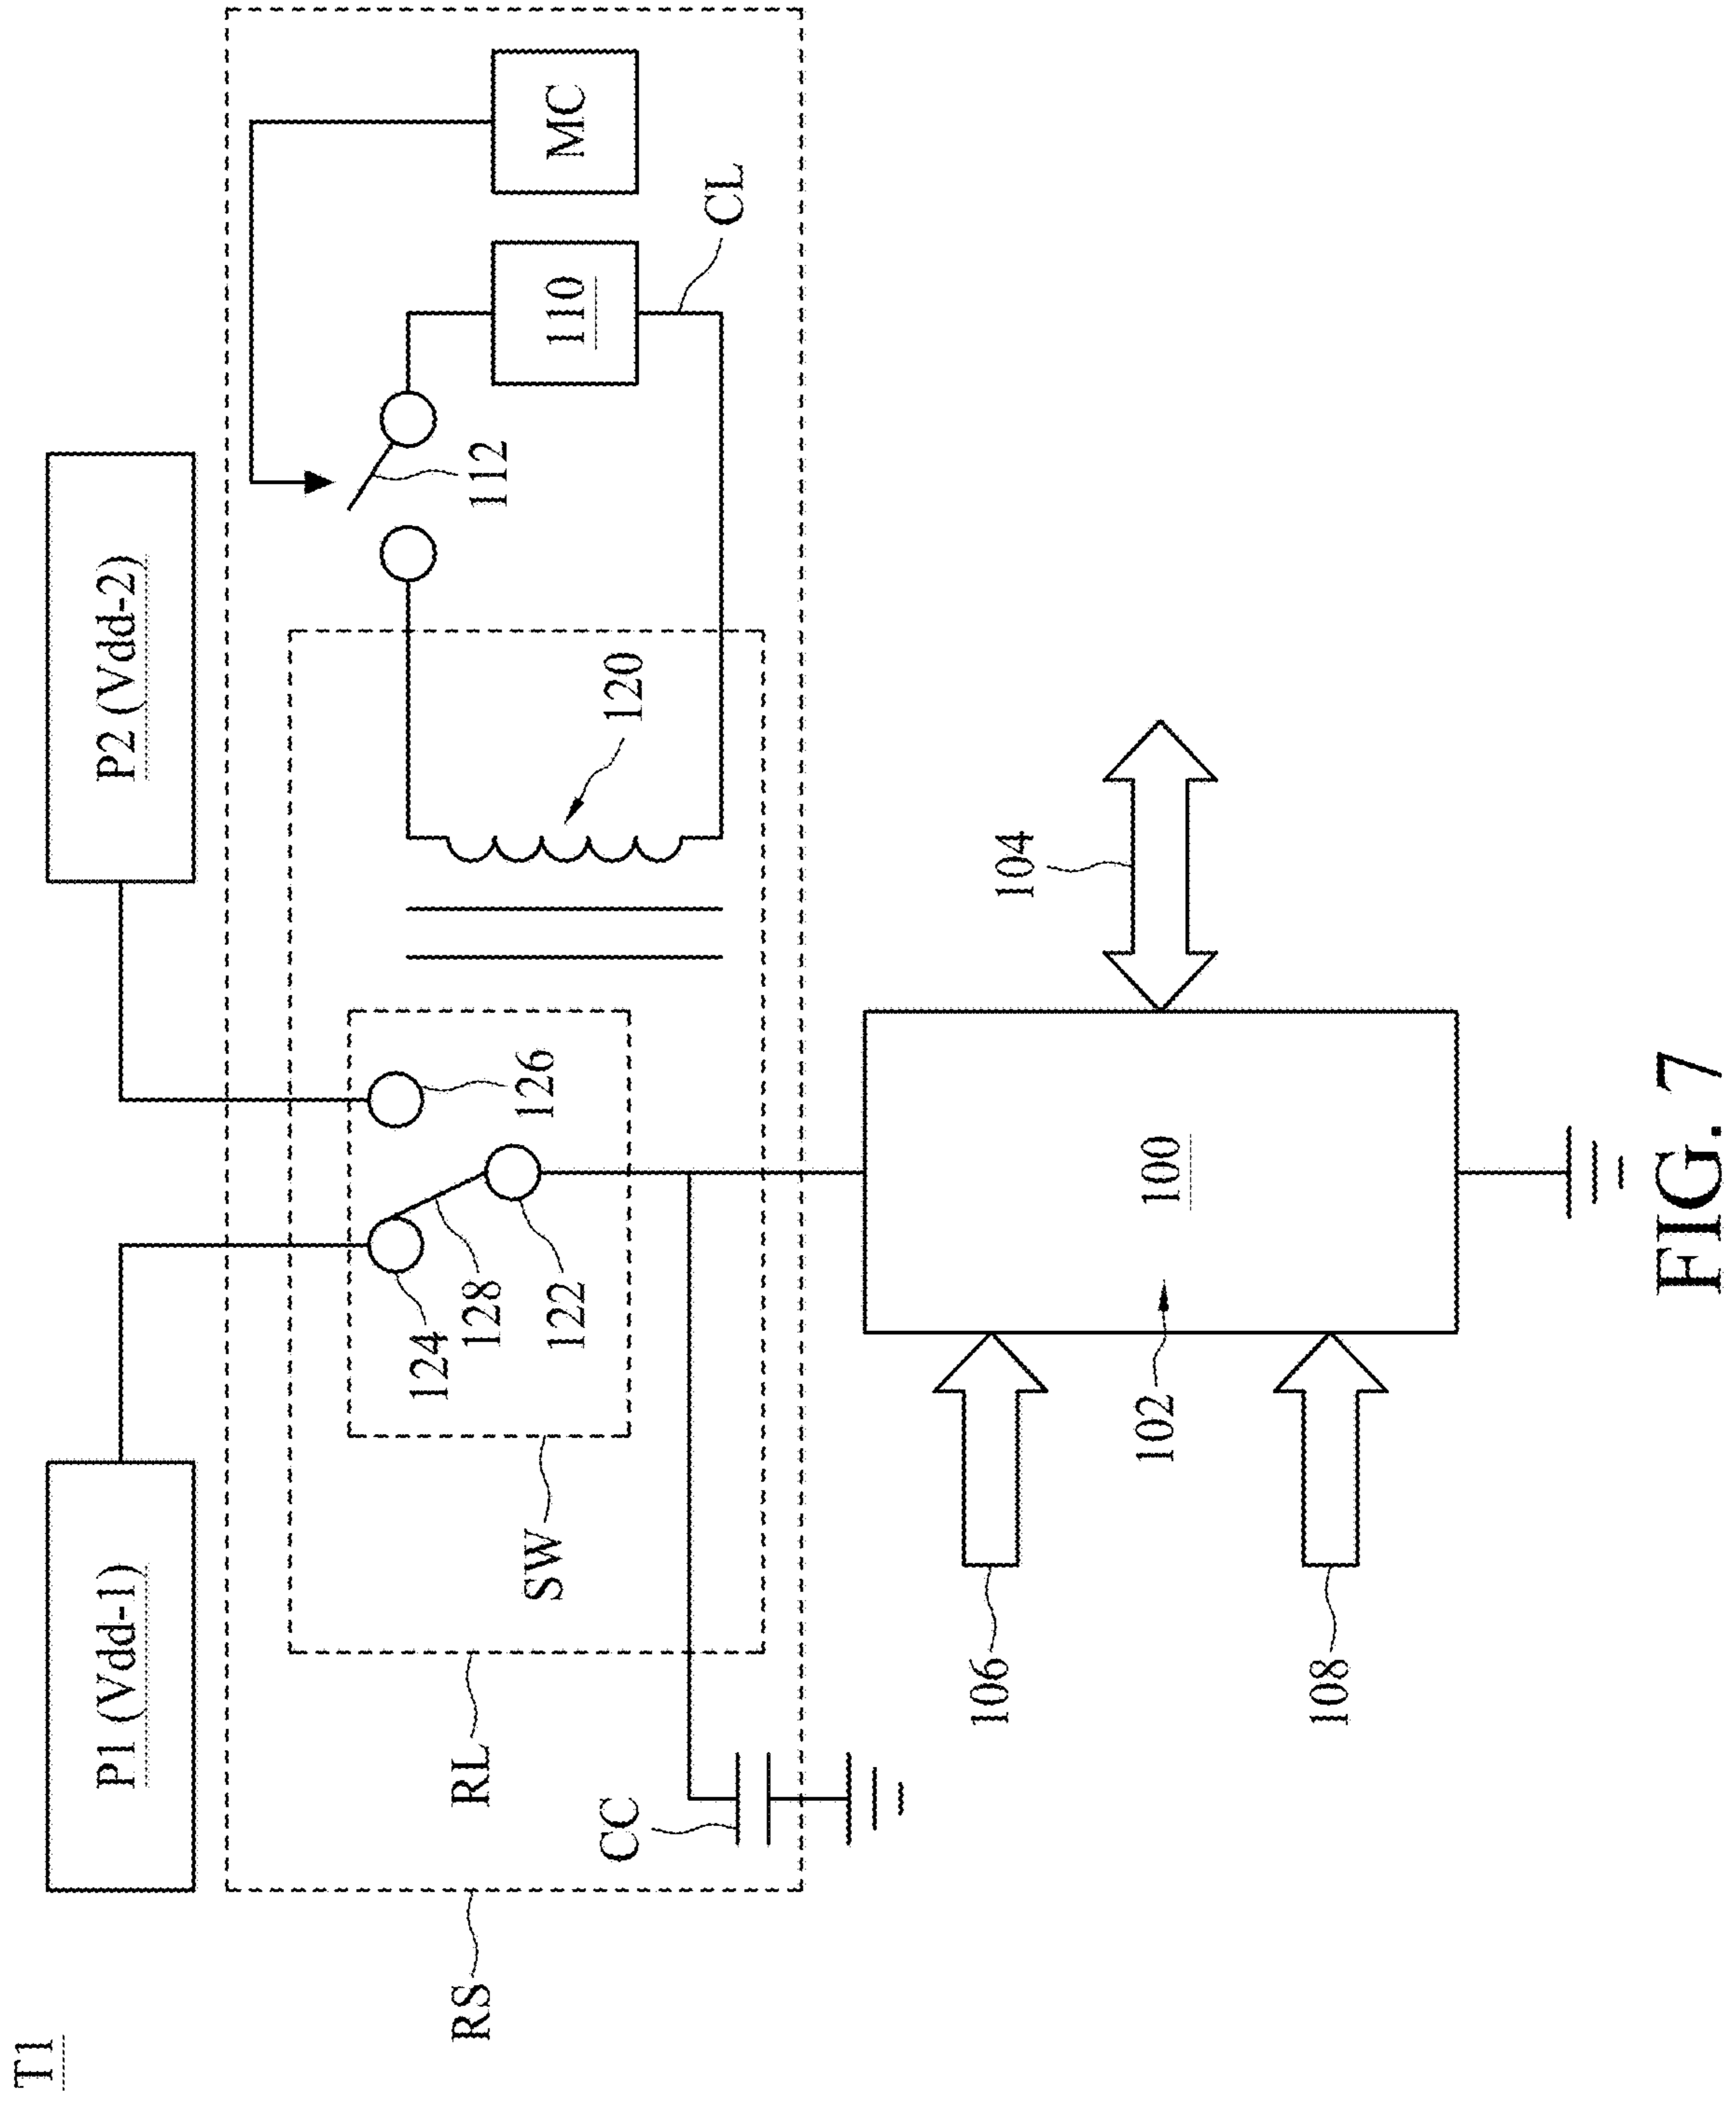 T1
P1 (Vdd-1)
P2 (Vdd-2)
RS
RL
SW
CC
124
128
122
126
120
112
110
MC
CL
106
108
102
100
104
FIG. 7